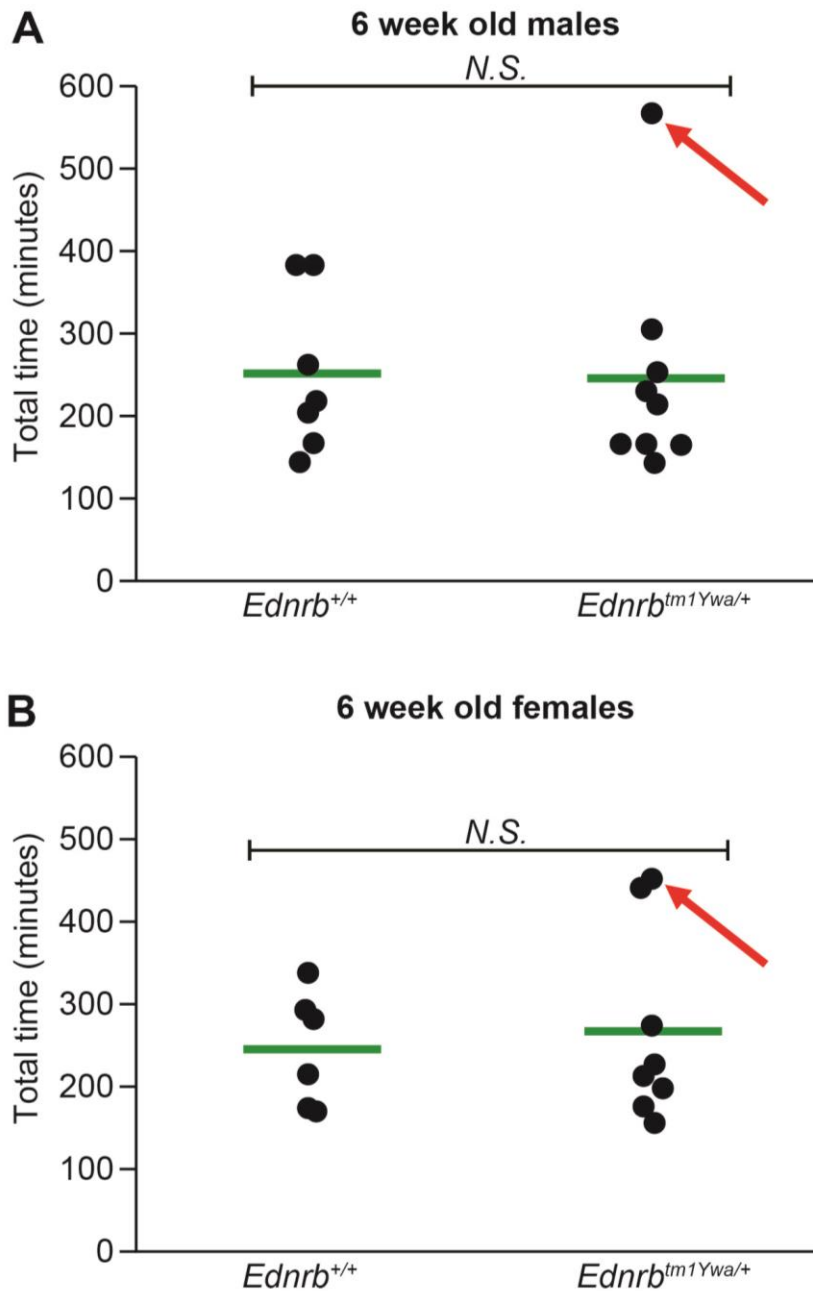 A
6 week old males
N.S.
600
500
400
300
200
100
0
Total time (minutes)
Ednrb+/+
Ednrbtm1Ywa/+
B
6 week old females
600
N.S.
500
400
300
200
100
0
Total time (minutes)
Ednrb+/+
Ednrbtm1Ywa/+